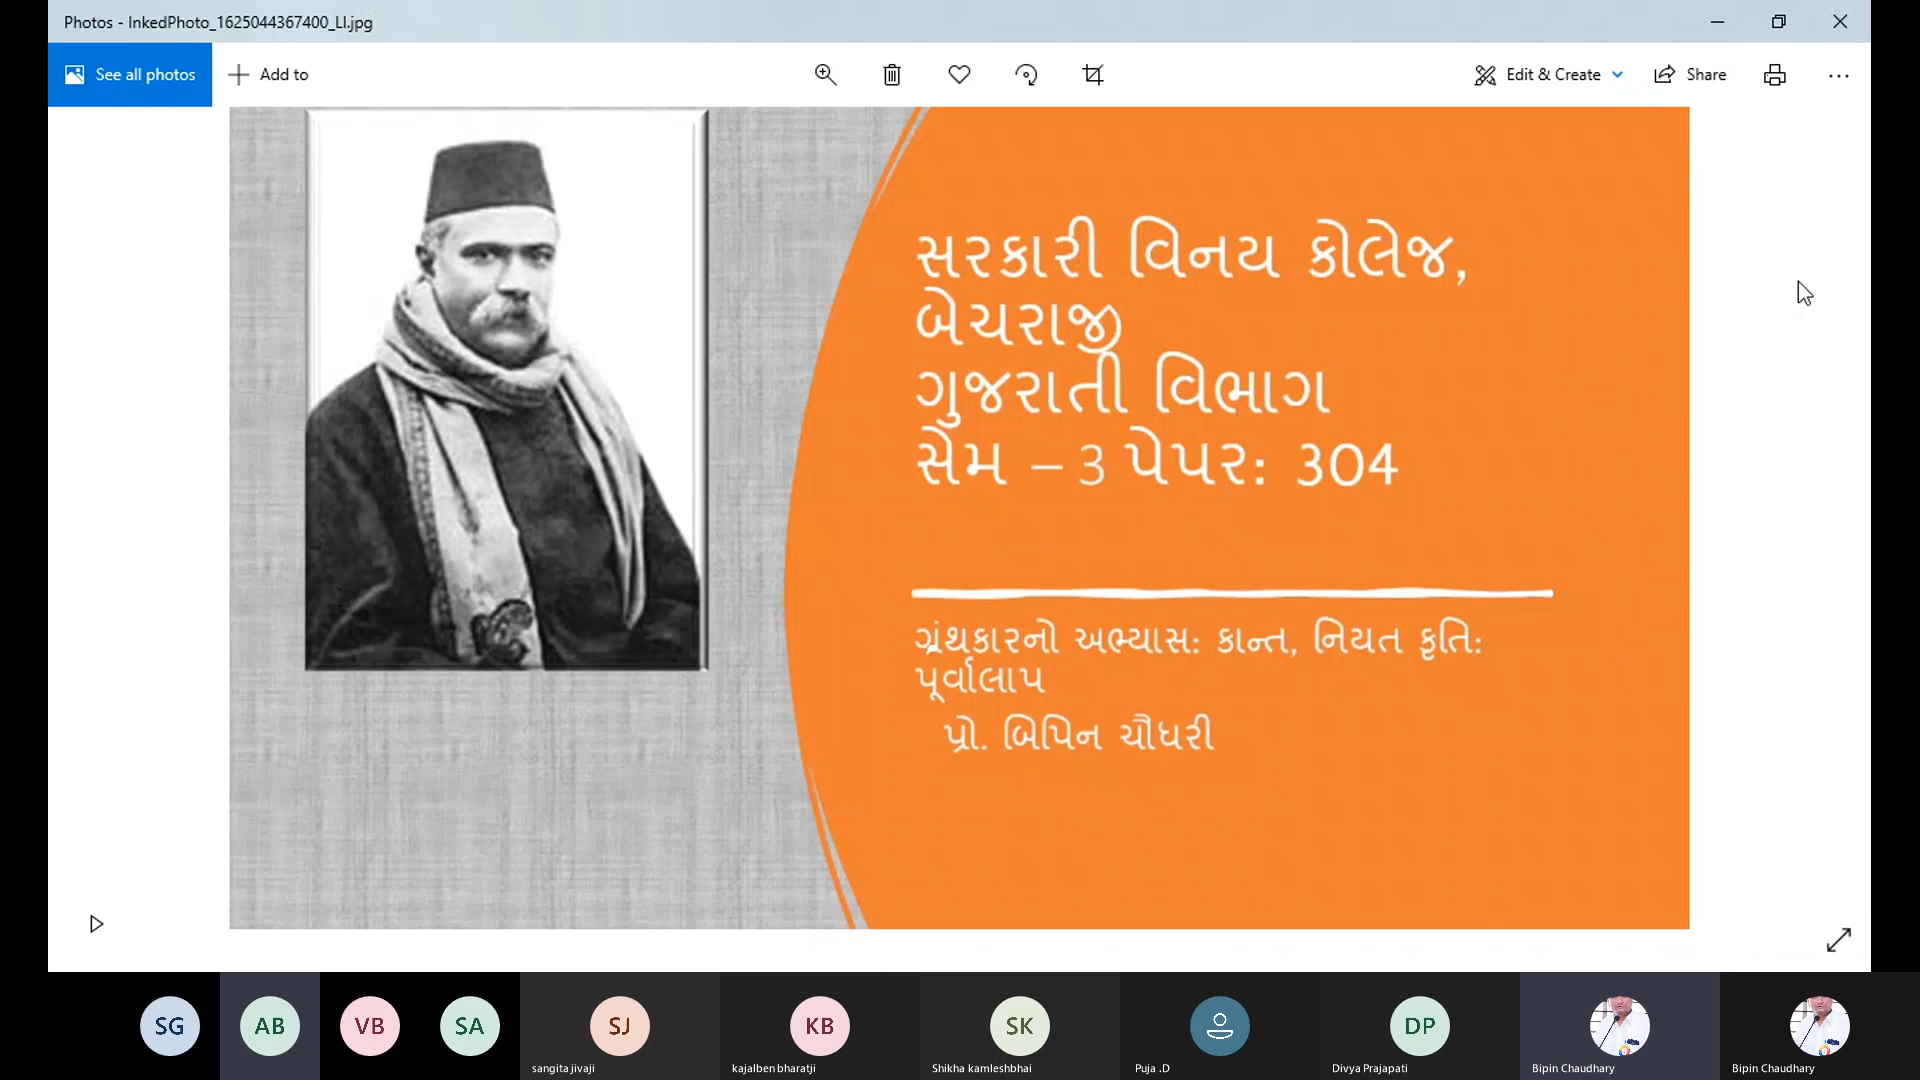 Photos - InkedPhoto_1625044367400_LI.jpg
See all photos
Add to
Edit & Create
Share
સરકારી વિનય કોલેજ,
બેચરાજી
ગુજરાતી વિભાગ
સેમ – 3 પેપર: 304
ગ્રંથકારનો અભ્યાસ: કાન્ત, નિયત કૃતિ:
પૂર્વાલાપ
પ્રો. બિપિન ચૌધરી
SG
AB
VB
SA
SJ
KB
SK
DP
sangita jivaji
kajalben bharatji
Shikha kamleshbhai
Puja .D
Divya Prajapati
Bipin Chaudhary
Bipin Chaudhary